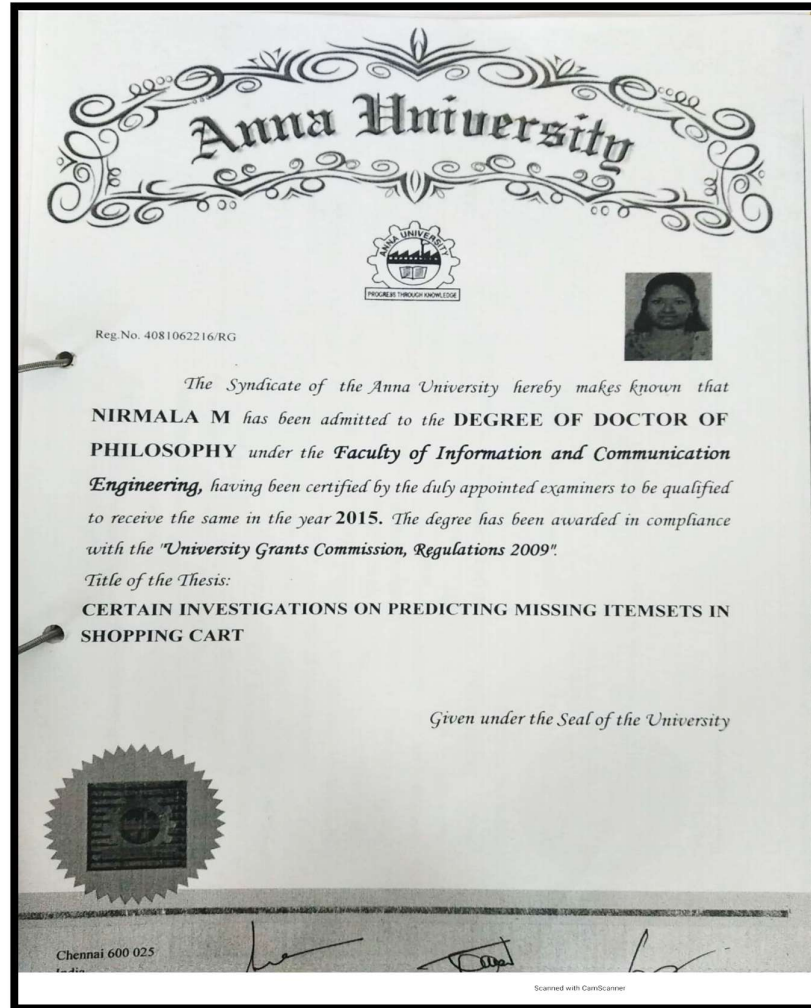 Anna University
ANNA UNIVERSITY
PROGRESS THROUGH KNOWLEDGE
Reg.No. 4081062216/RG
The Syndicate of the Anna University hereby makes known that
NIRMALA M has been admitted to the DEGREE OF DOCTOR OF
PHILOSOPHY under the Faculty of Information and Communication
Engineering, having been certified by the duly appointed examiners to be qualified
to receive the same in the year 2015. The degree has been awarded in compliance
with the "University Grants Commission, Regulations 2009".
Title of the Thesis:
CERTAIN INVESTIGATIONS ON PREDICTING MISSING ITEMSETS IN
SHOPPING CART
Given under the Seal of the University
Chennai 600 025
Scanned with CamScanner